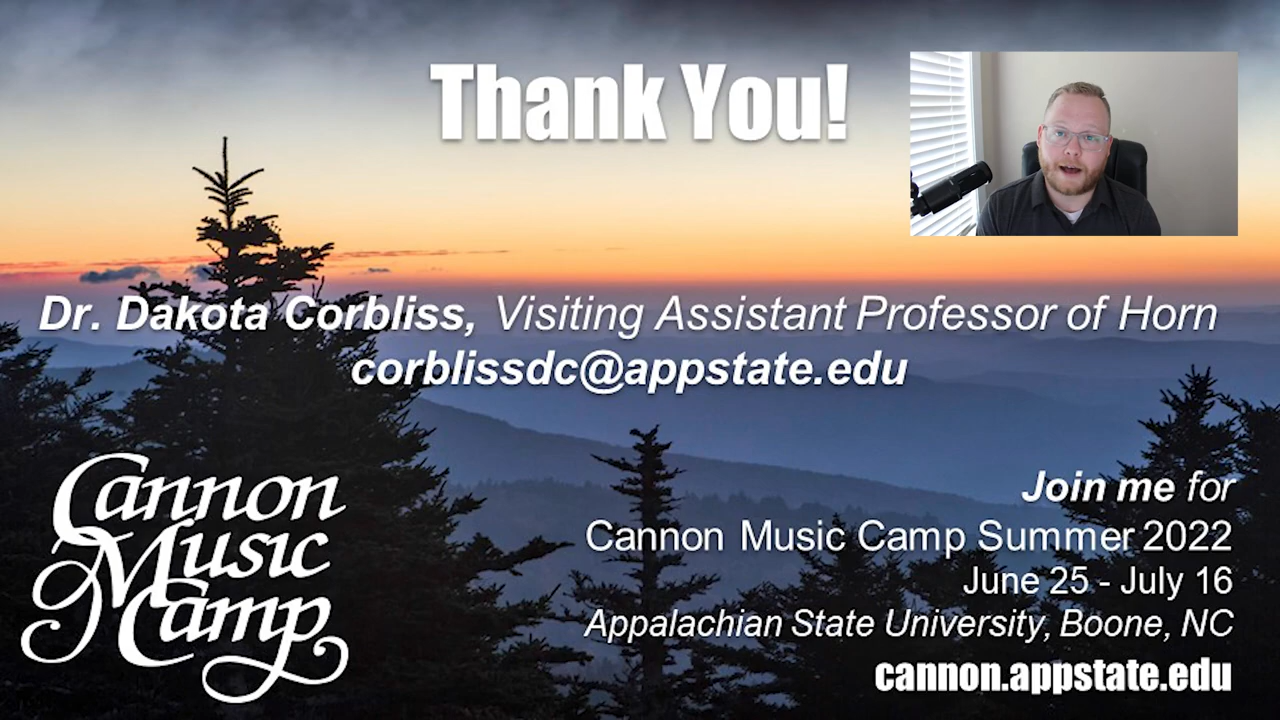 Thank You!
Dr. Dakota Corbliss, Visiting Assistant Professor of Horn
corblissdc@appstate.edu
Cannon
Music
Camp
Join me for
Cannon Music Camp Summer 2022
June 25 - July 16
Appalachian State University, Boone, NC
cannon.appstate.edu